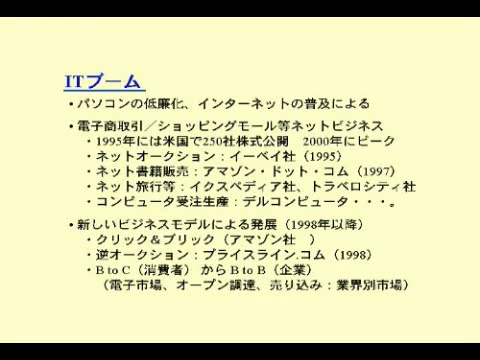 ITブーム
・パソコンの低廉化、インターネットの普及による
・電子商取引／ショッピングモール等ネットビジネス
・1995年には米国で250社株式公開　2000年にピーク
・ネットオークション：イーベイ社（1995）
・ネット書籍販売：アマゾン・ドット・コム（1997）
・ネット旅行等：イクスペディア社、トラベロシティ社
・コンピュータ受注生産：デルコンピュータ・・・。
・新しいビジネスモデルによる発展（1998年以降）
・クリック＆ブリック（アマゾン社　）
・逆オークション：プライスライン.コム（1998）
・B to C（消費者） から B to B（企業）
（電子市場、オープン調達、売り込み：業界別市場）